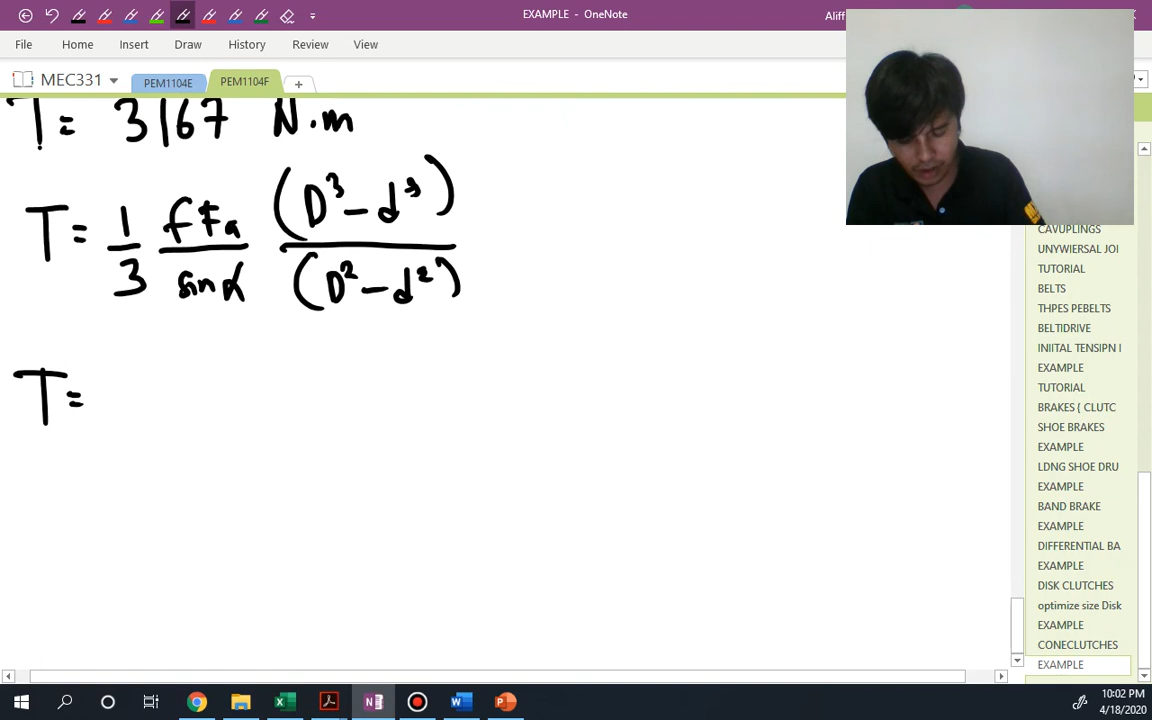 EXAMPLE - OneNote
Aliff
File Home Insert Draw History Review View
MEC331 PEM1104E PEM1104F +
T = 3167 N.m
T = 1/3 fFa/sinα (D³ - d³)/(D² - d²)
T =
CAVUPLINGS
UNYWIERSAL JOI
TUTORIAL
BELTS
THPES PEBELTS
BELTIDRIVE
INIITAL TENSIPN I
EXAMPLE
TUTORIAL
BRAKES { CLUTC
SHOE BRAKES
EXAMPLE
LDNG SHOE DRU
EXAMPLE
BAND BRAKE
EXAMPLE
DIFFERENTIAL BA
EXAMPLE
DISK CLUTCHES
optimize size Disk
EXAMPLE
CONECLUTCHES
EXAMPLE
10:02 PM
4/18/2020